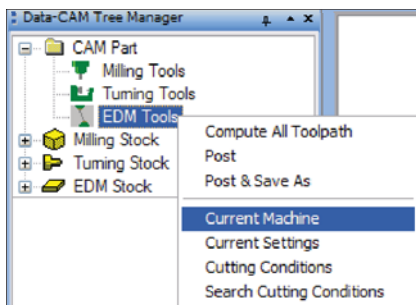 Data-CAM Tree Manager
CAM Part
Milling Tools
Turning Tools
EDM Tools
Milling Stock
Turning Stock
EDM Stock
Compute All Toolpath
Post
Post & Save As
Current Machine
Current Settings
Cutting Conditions
Search Cutting Conditions